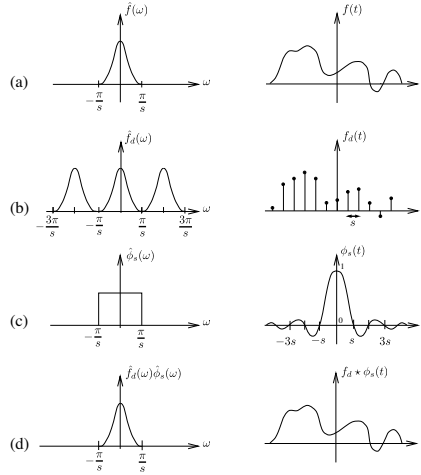 f̂(ω)
f(t)
(a)
ω
−π/s
π/s
f̂_d(ω)
f_d(t)
(b)
ω
−3π/s
−π/s
π/s
3π/s
s
φ̂_s(ω)
φ_s(t)
1
(c)
0
ω
−π/s
π/s
−3s
−s
s
3s
f̂_d(ω)φ̂_s(ω)
f_d ⋆ φ_s(t)
(d)
ω
−π/s
π/s